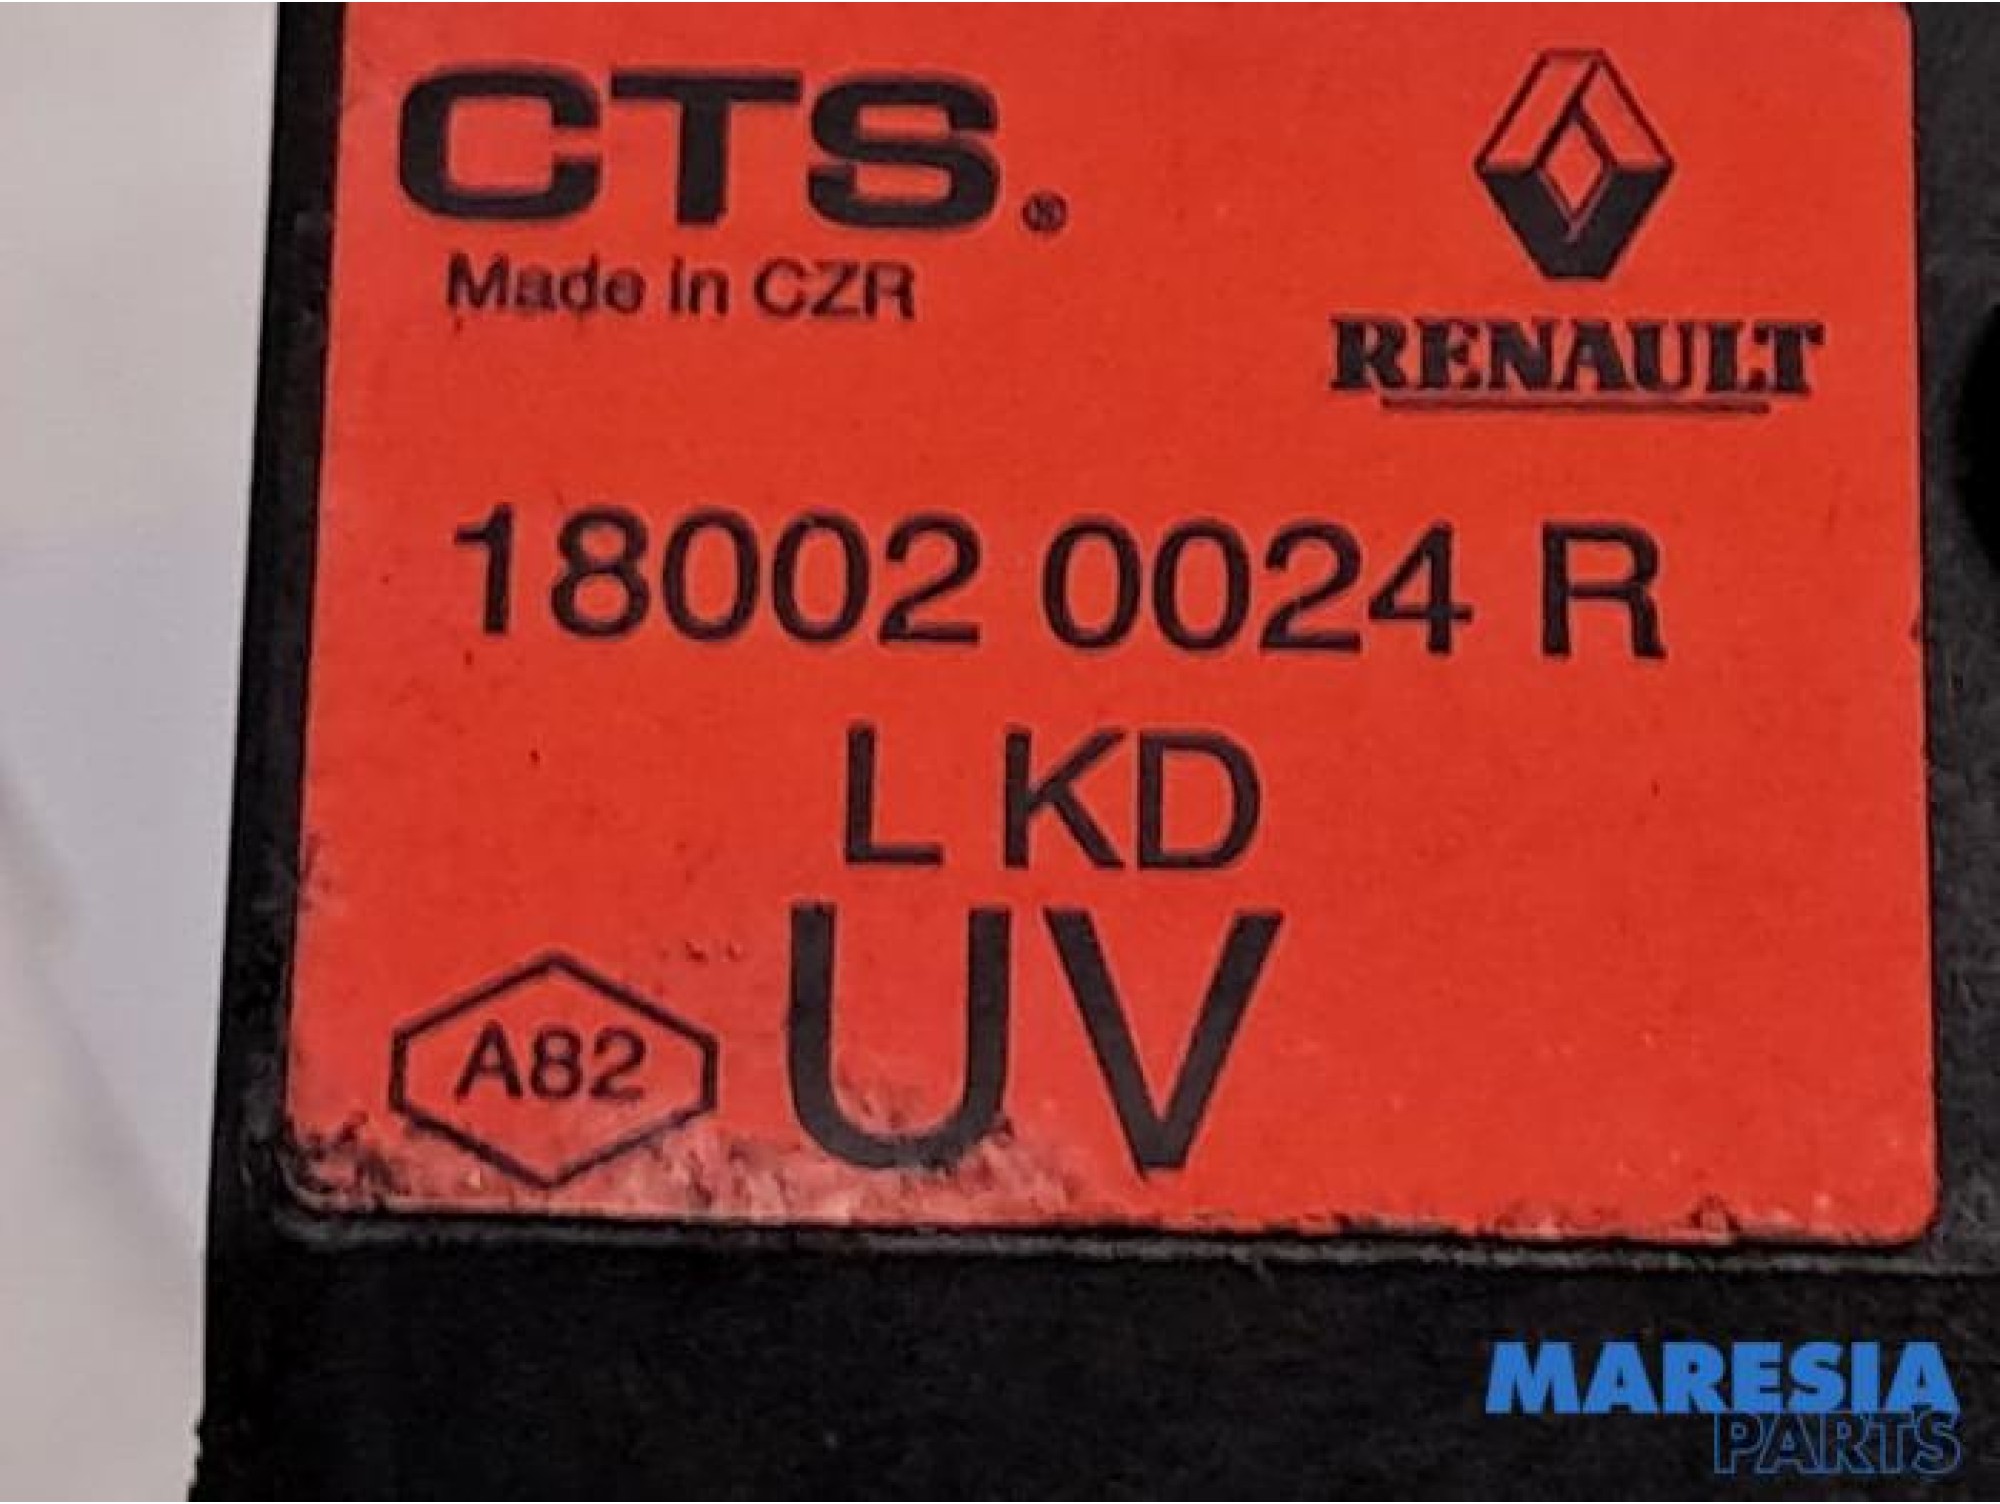 CTS.®
Made in CZR
RENAULT
18002 0024 R
L KD
UV
A82
MARESIA
PARTS